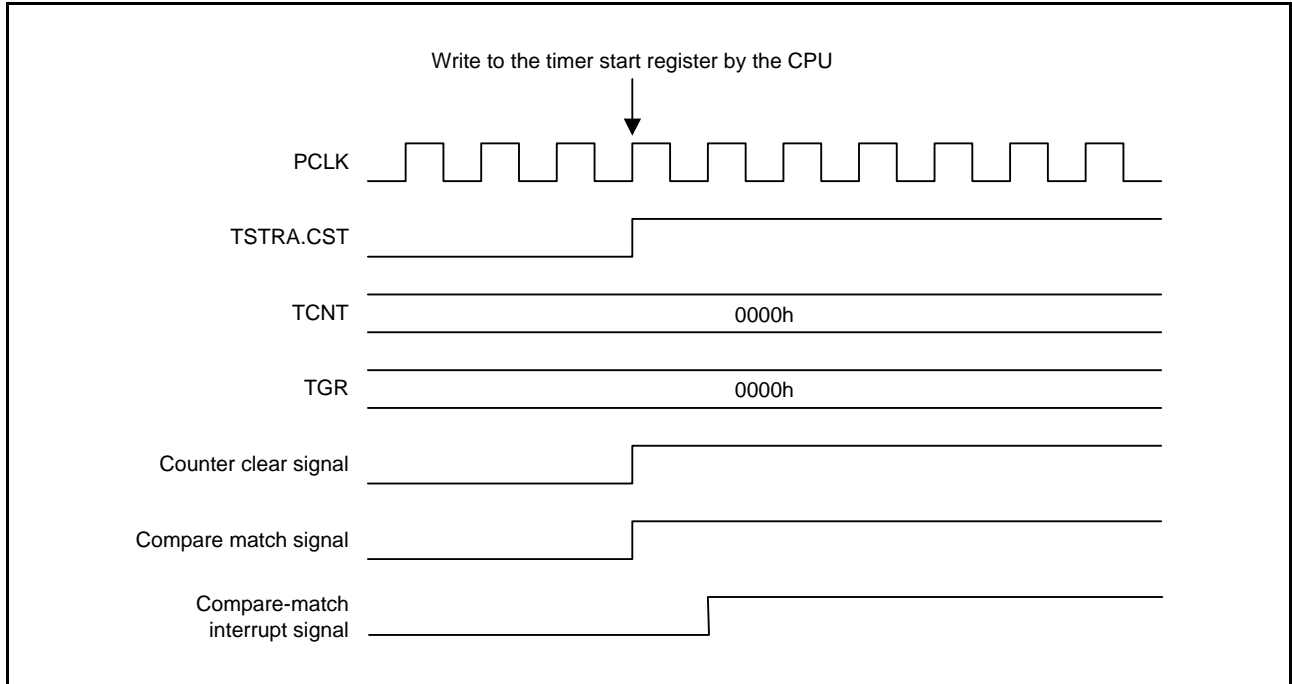 Write to the timer start register by the CPU
PCLK
TSTRA.CST
TCNT
0000h
TGR
0000h
Counter clear signal
Compare match signal
Compare-match
interrupt signal